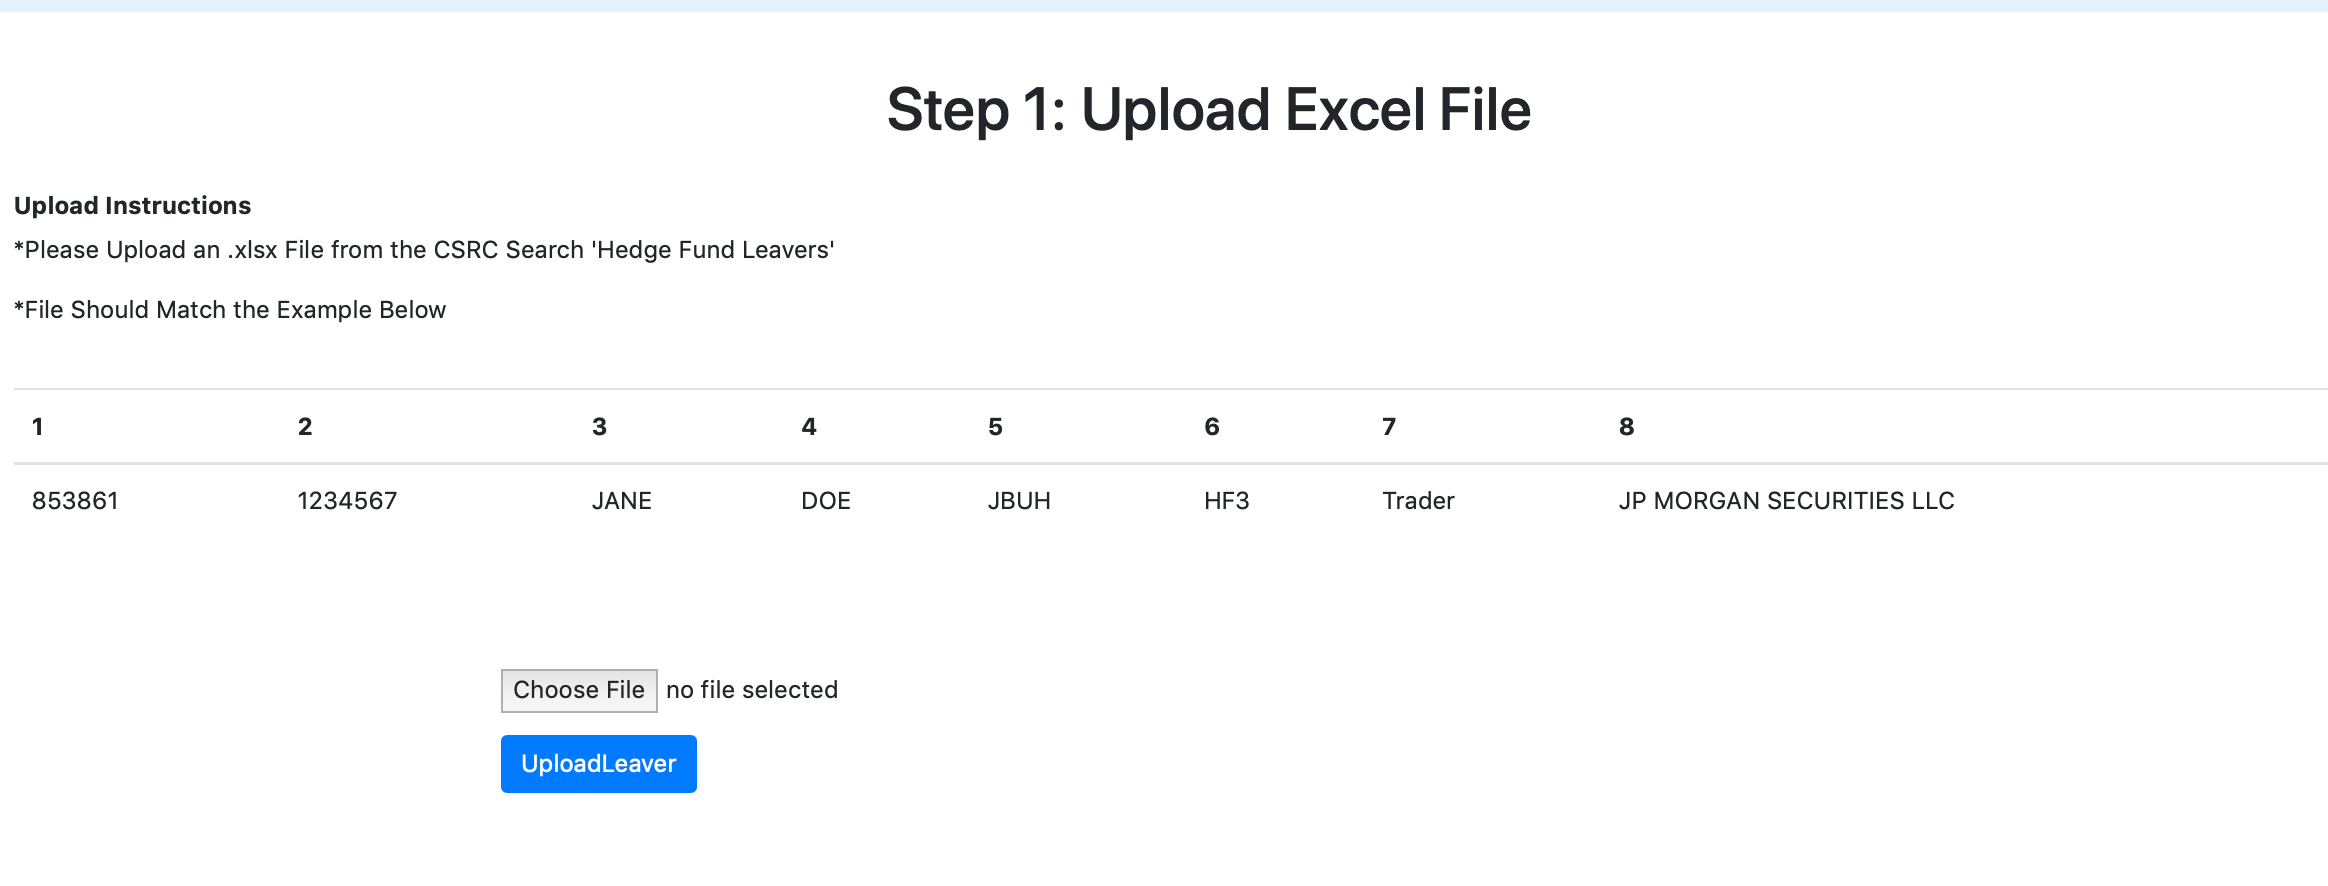 Step 1: Upload Excel File
Upload Instructions
*Please Upload an .xlsx File from the CSRC Search 'Hedge Fund Leavers'
*File Should Match the Example Below
1 2 3 4 5 6 7 8
853861 1234567 JANE DOE JBUH HF3 Trader JP MORGAN SECURITIES LLC
Choose File no file selected
UploadLeaver